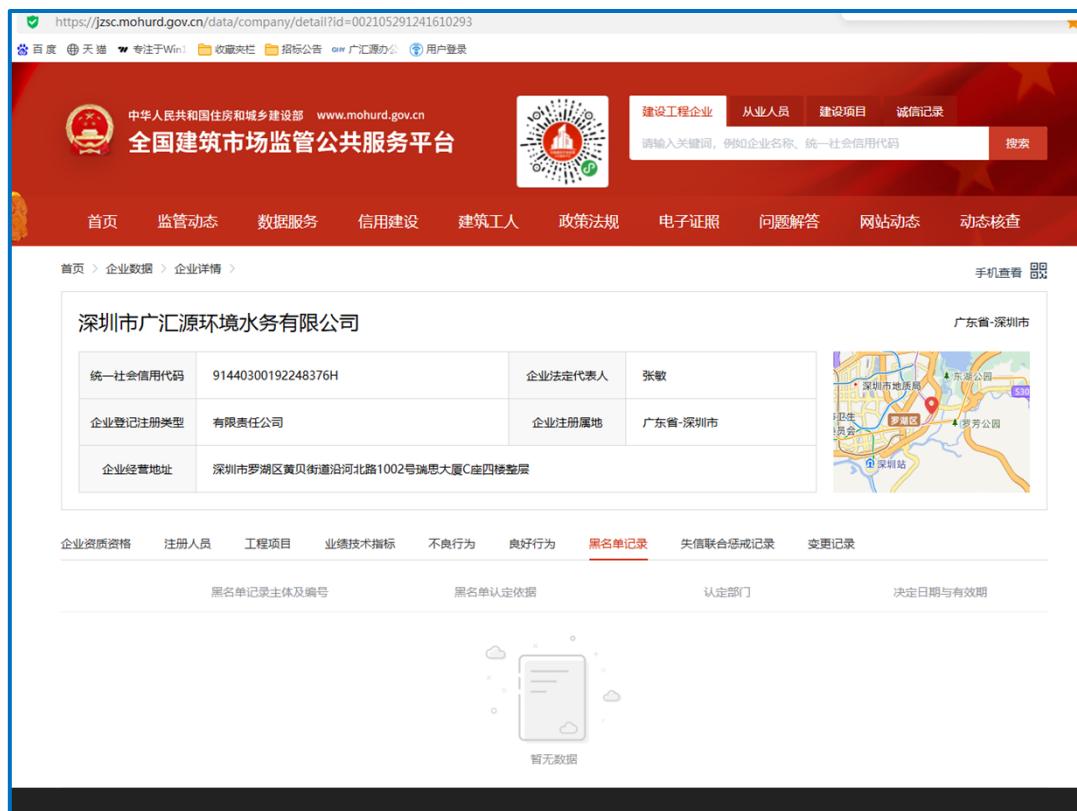 https://jzsc.mohurd.gov.cn/data/company/detail?id=002105291241610293
百度 天猫 专注于Win1 收藏夹栏 招标公告 广汇源办公 用户登录
中华人民共和国住房和城乡建设部 www.mohurd.gov.cn
全国建筑市场监管公共服务平台
建设工程企业 从业人员 建设项目 诚信记录
请输入关键词，例如企业名称、统一社会信用代码 搜索
首页 监管动态 数据服务 信用建设 建筑工人 政策法规 电子证照 问题解答 网站动态 动态核查
首页 > 企业数据 > 企业详情 >
手机查看
深圳市广汇源环境水务有限公司
广东省-深圳市
统一社会信用代码 91440300192248376H 企业法定代表人 张敏
企业登记注册类型 有限责任公司 企业注册属地 广东省-深圳市
企业经营地址 深圳市罗湖区黄贝街道沿河北路1002号瑞思大厦C座四楼整层
深圳市地质局
东湖公园
S30
卫生
员会
罗湖区
罗芳公园
深圳站
企业资质资格 注册人员 工程项目 业绩技术指标 不良行为 良好行为 黑名单记录 失信联合惩戒记录 变更记录
黑名单记录主体及编号 黑名单认定依据 认定部门 决定日期与有效期
暂无数据